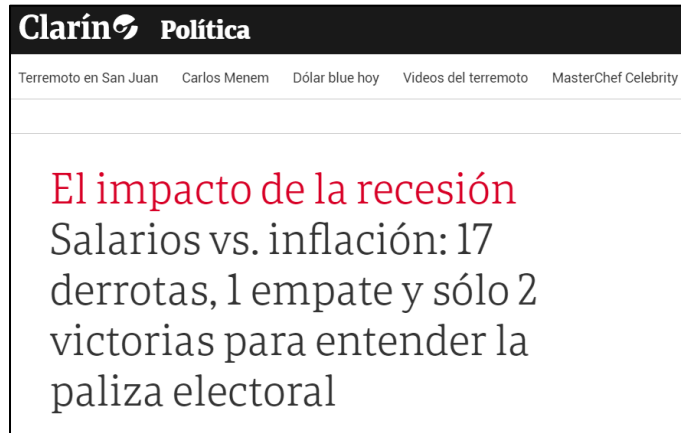 Clarín Política
Terremoto en San Juan Carlos Menem Dólar blue hoy Videos del terremoto MasterChef Celebrity
El impacto de la recesión
Salarios vs. inflación: 17
derrotas, 1 empate y sólo 2
victorias para entender la
paliza electoral